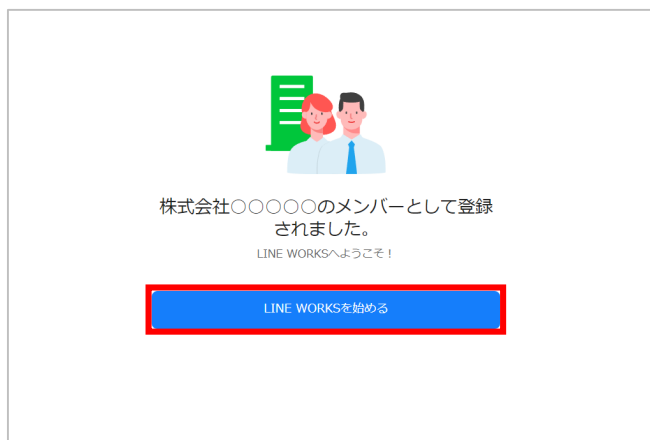 株式会社○○○○○のメンバーとして登録
されました。
LINE WORKSへようこそ！
LINE WORKSを始める